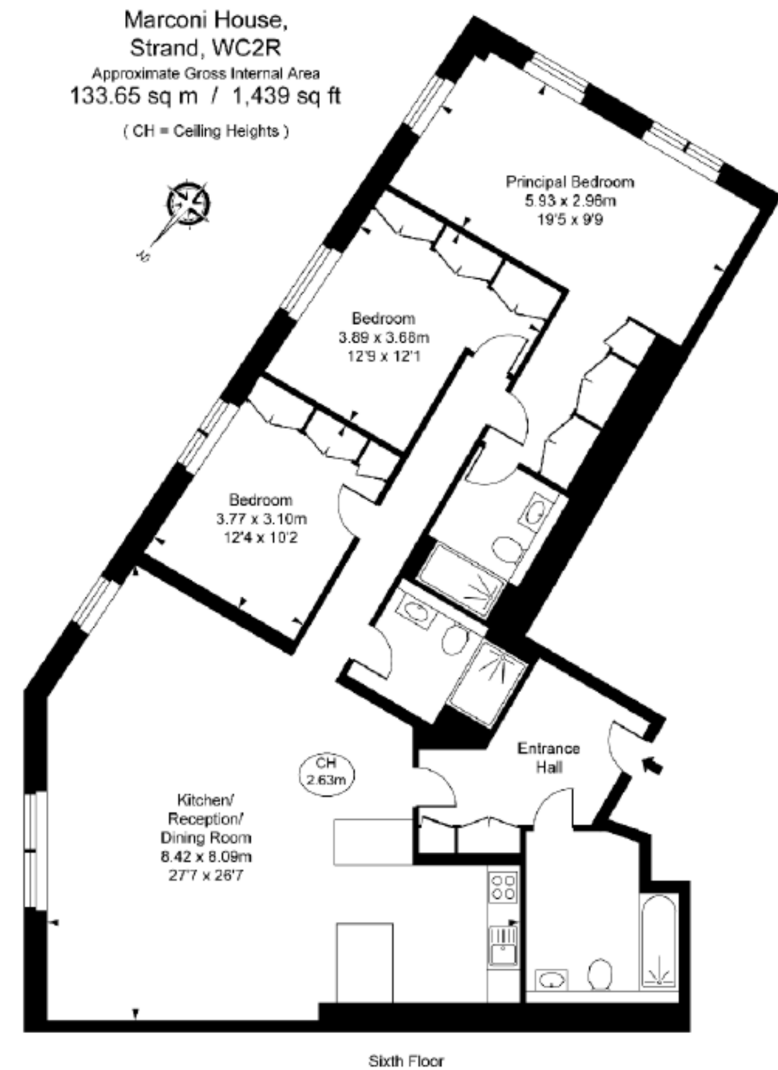 Marconi House,
Strand, WC2R
Approximate Gross Internal Area
133.65 sq m / 1,439 sq ft
( CH = Ceiling Heights )
N
Principal Bedroom
5.93 x 2.96m
19'5 x 9'9
Bedroom
3.89 x 3.68m
12'9 x 12'1
Bedroom
3.77 x 3.10m
12'4 x 10'2
CH
2.63m
Entrance
Hall
Kitchen/
Reception/
Dining Room
8.42 x 8.09m
27'7 x 26'7
Sixth Floor